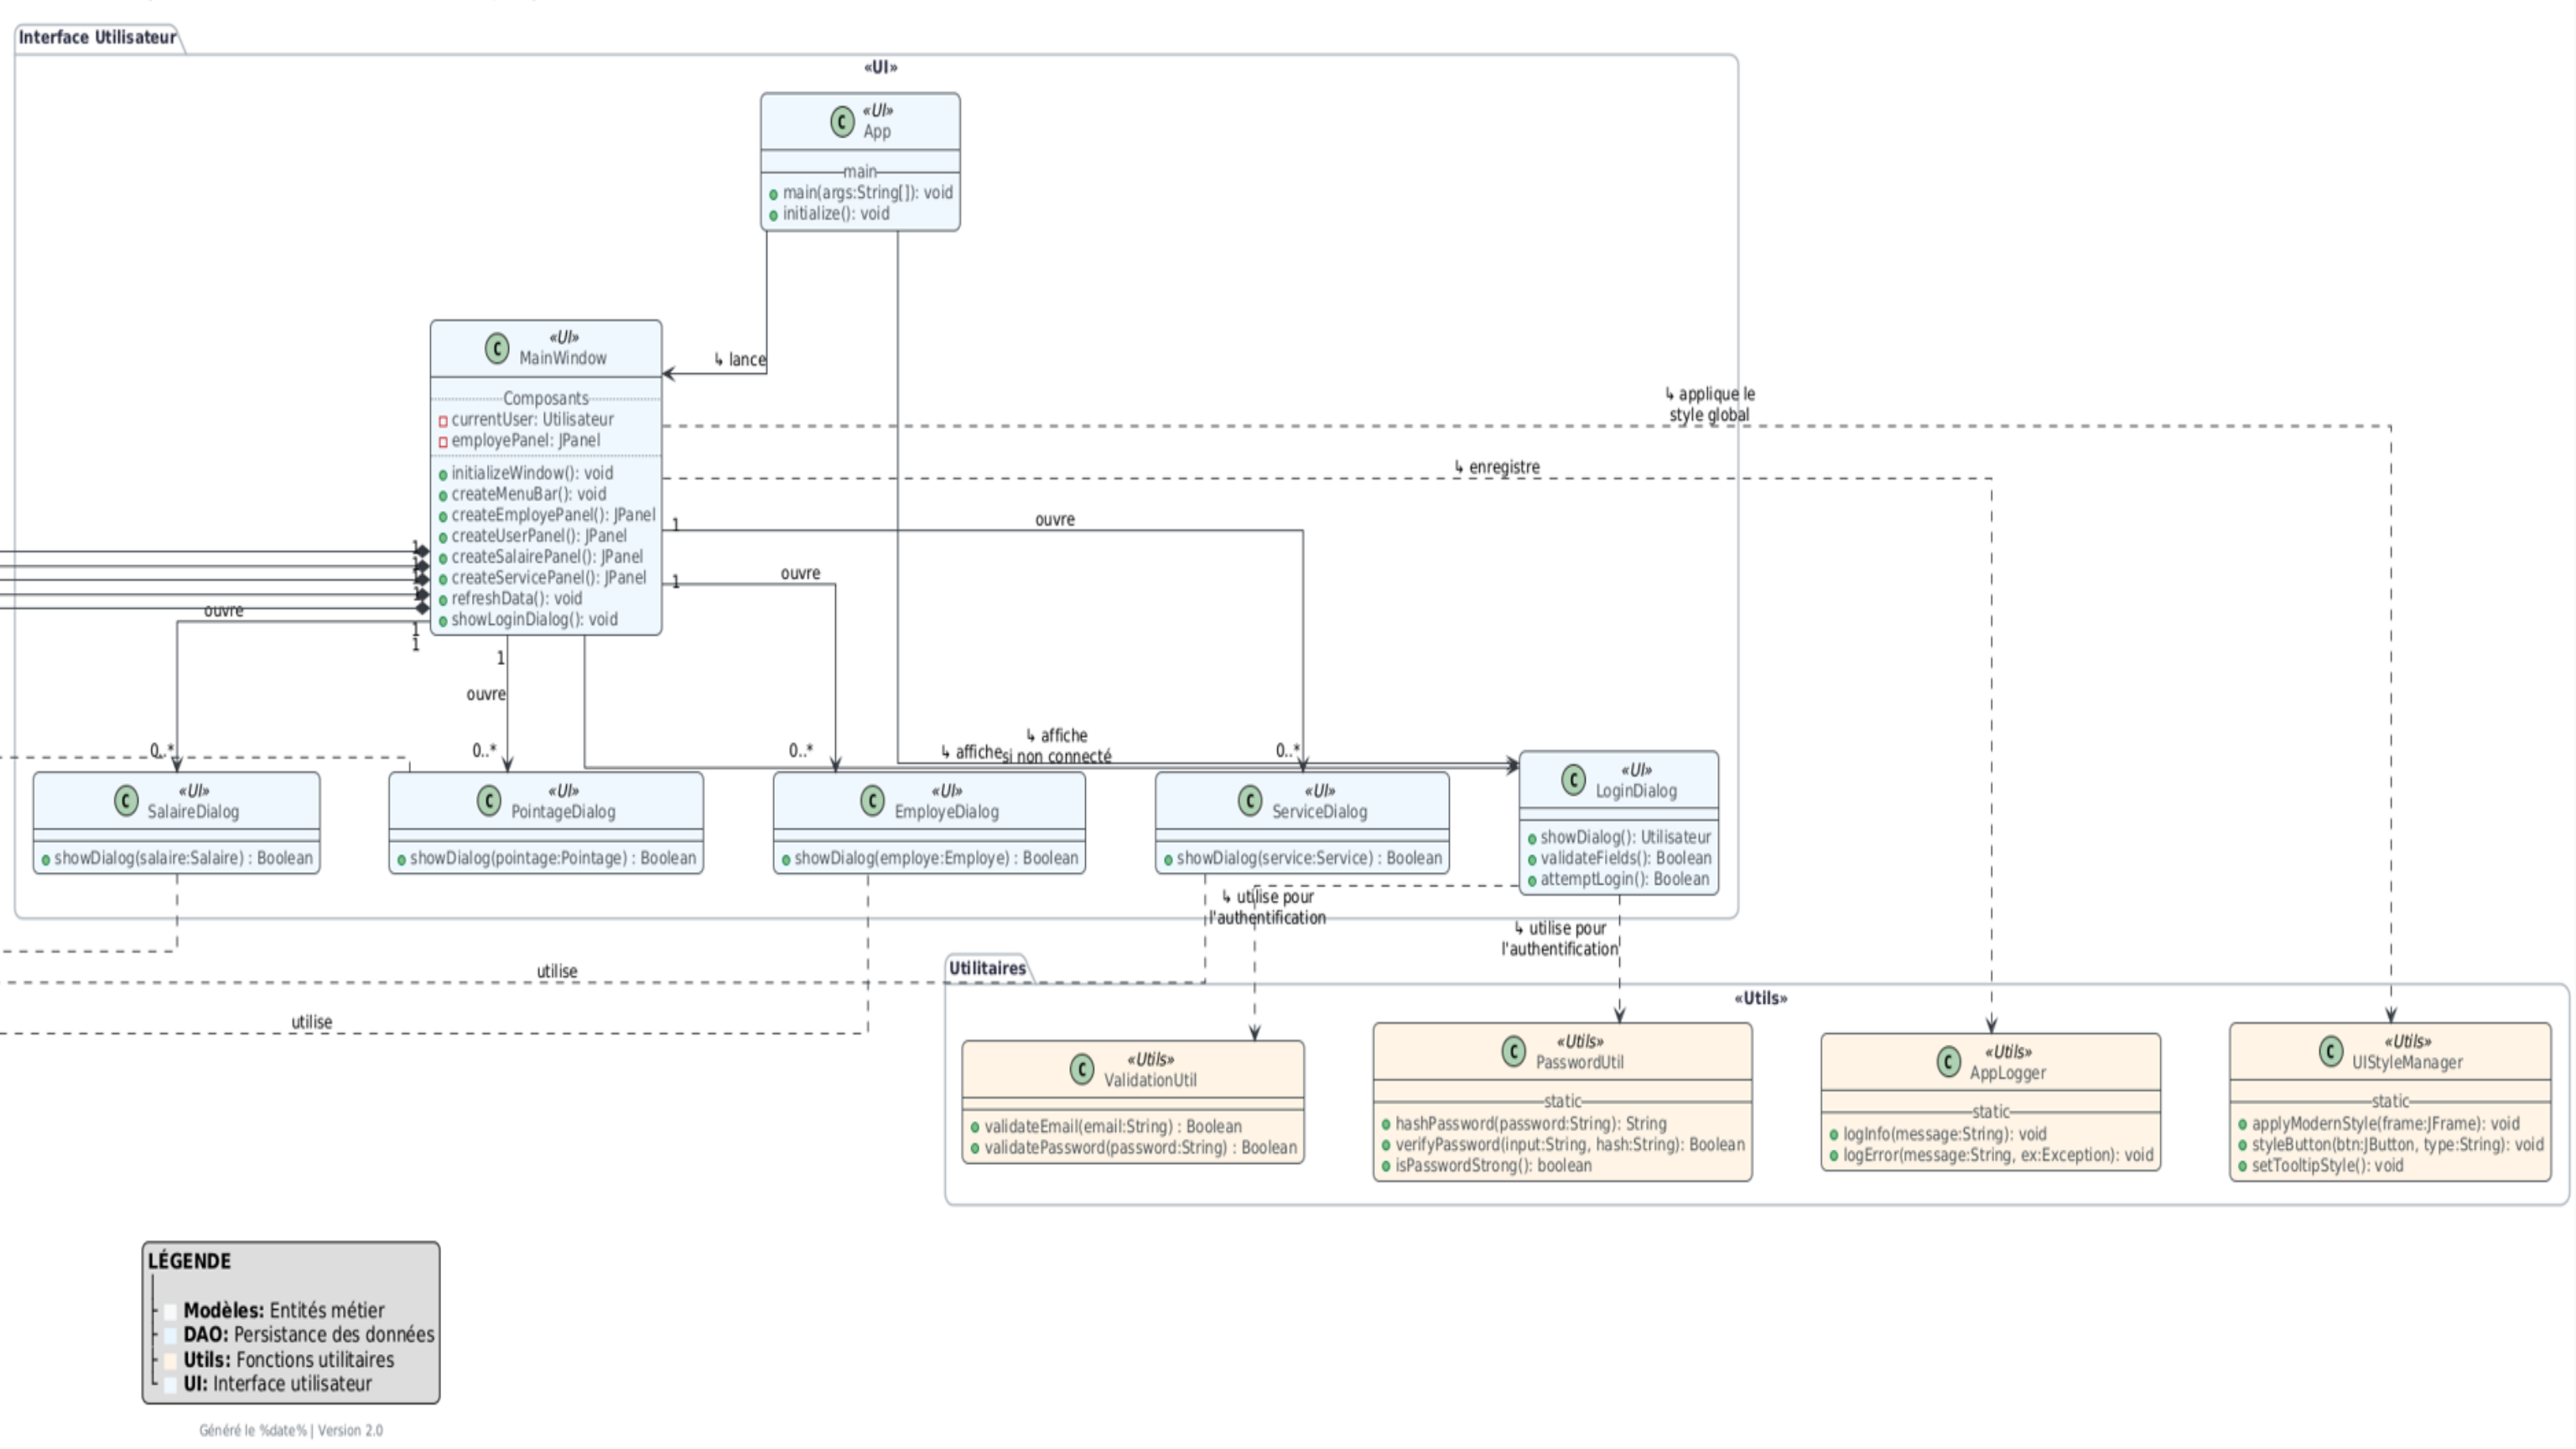 Interface Utilisateur
«UI»
«UI»
App
main
main(args:String[]): void
initialize(): void
↳ lance
«UI»
MainWindow
Composants
currentUser: Utilisateur
employePanel: JPanel
initializeWindow(): void
createMenuBar(): void
createEmployePanel(): JPanel
createUserPanel(): JPanel
createSalairePanel(): JPanel
createServicePanel(): JPanel
refreshData(): void
showLoginDialog(): void
↳ applique le
style global
↳ enregistre
1
ouvre
1
ouvre
1
ouvre
1
1
1
ouvre
0..*
0..*
0..*
↳ affiche
↳ affiche
si non connecté
0..*
«UI»
SalaireDialog
showDialog(salaire:Salaire) : Boolean
«UI»
PointageDialog
showDialog(pointage:Pointage) : Boolean
«UI»
EmployeDialog
showDialog(employe:Employe) : Boolean
«UI»
ServiceDialog
showDialog(service:Service) : Boolean
«UI»
LoginDialog
showDialog(): Utilisateur
validateFields(): Boolean
attemptLogin(): Boolean
↳ utilise pour
l'authentification
↳ utilise pour
l'authentification
utilise
utilise
Utilitaires
«Utils»
«Utils»
ValidationUtil
validateEmail(email:String) : Boolean
validatePassword(password:String) : Boolean
«Utils»
PasswordUtil
static
hashPassword(password:String): String
verifyPassword(input:String, hash:String): Boolean
isPasswordStrong(): boolean
«Utils»
AppLogger
static
logInfo(message:String): void
logError(message:String, ex:Exception): void
«Utils»
UIStyleManager
static
applyModernStyle(frame:JFrame): void
styleButton(btn:JButton, type:String): void
setTooltipStyle(): void
LÉGENDE
Modèles: Entités métier
DAO: Persistance des données
Utils: Fonctions utilitaires
UI: Interface utilisateur
Généré le %date% | Version 2.0